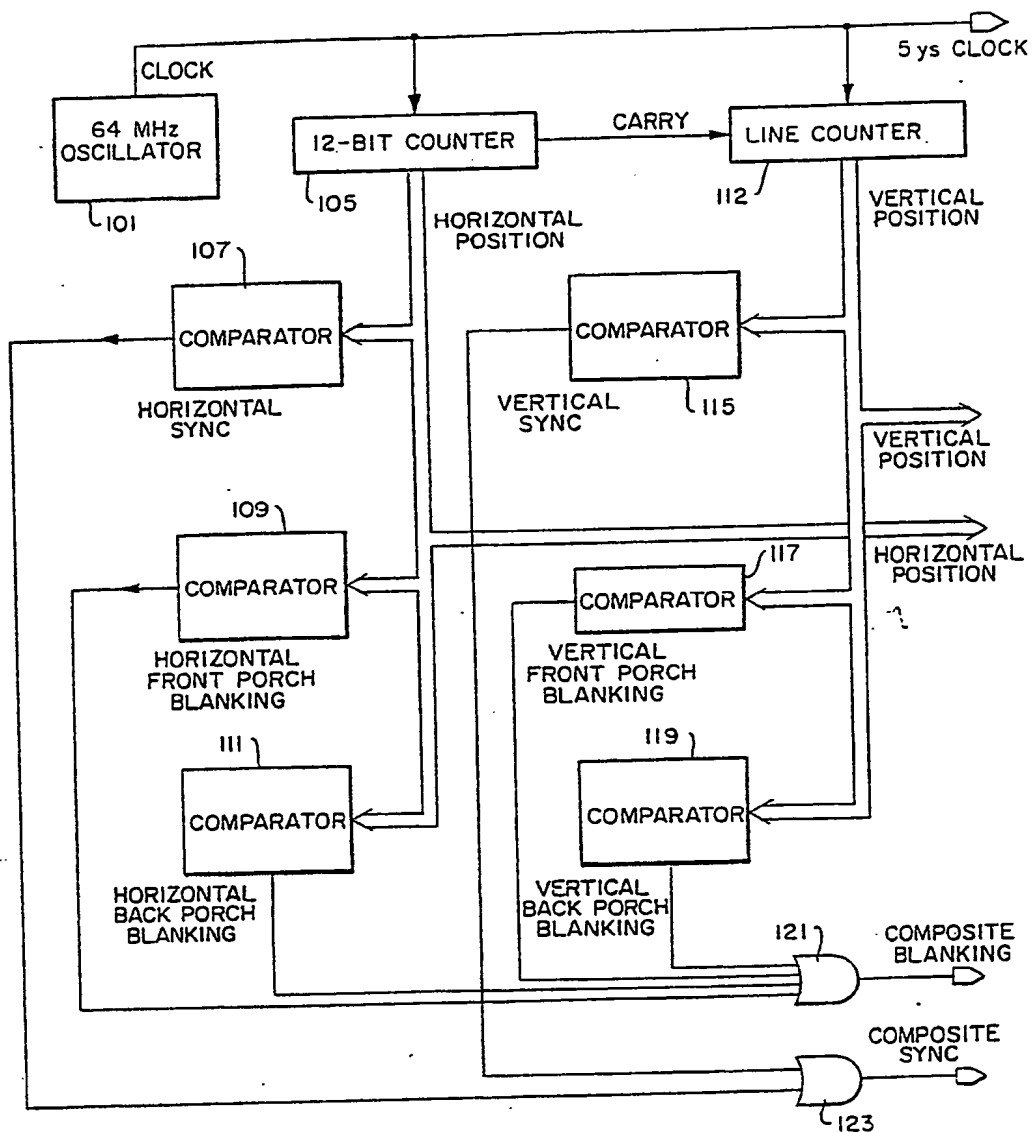 5 ys CLOCK
CLOCK
64 MHz
OSCILLATOR
101
12-BIT COUNTER
105
CARRY
LINE COUNTER
112
HORIZONTAL
POSITION
VERTICAL
POSITION
107
COMPARATOR
HORIZONTAL
SYNC
COMPARATOR
115
VERTICAL
SYNC
VERTICAL
POSITION
109
COMPARATOR
HORIZONTAL
FRONT PORCH
BLANKING
117
COMPARATOR
VERTICAL
FRONT PORCH
BLANKING
HORIZONTAL
POSITION
111
COMPARATOR
HORIZONTAL
BACK PORCH
BLANKING
119
COMPARATOR
VERTICAL
BACK PORCH
BLANKING
121
COMPOSITE
BLANKING
COMPOSITE
SYNC
123